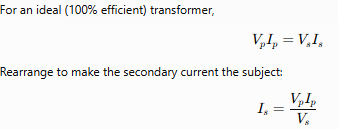 For an ideal (100% efficient) transformer,
VₚIₚ = VₛIₛ
Rearrange to make the secondary current the subject:
Iₛ = VₚIₚ / Vₛ